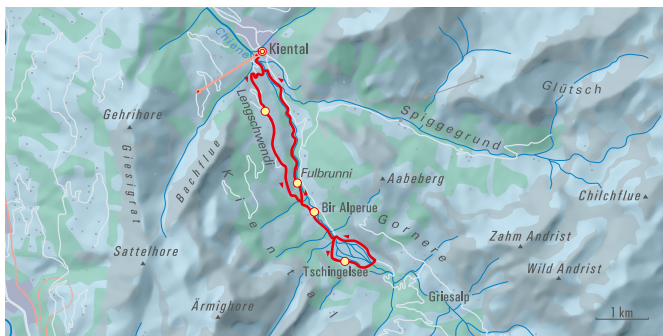 Chiene
Kiental
Glütsch
Gehrihore
Giesigrat
Lengschwendi
Spiggegrund
Bachflue
Fulbrunni
Aabeberg
Kiental
Chilchflue
Bir Alperue
Gornere
Zahm Andrist
Sattelhore
Tschingelsee
Wild Andrist
Griesalp
Ärmighore
1 km